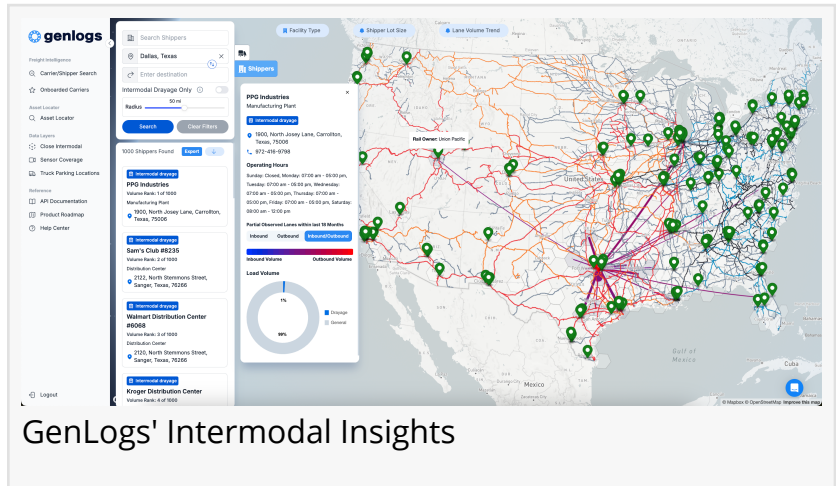 genlogs
Freight Intelligence
Carrier/Shipper Search
Onboarded Carriers
Asset Locator
Asset Locator
Data Layers
Close Intermodal
Sensor Coverage
Truck Parking Locations
Reference
API Documentation
Product Roadmap
Help Center
Logout
Search Shippers
Dallas, Texas
Enter destination
Intermodal Drayage Only
50 mi
Radius
Search
Clear Filters
1000 Shippers Found
Export
Intermodal drayage
PPG Industries
Volume Rank: 1 of 1000
Manufacturing Plant
1900, North Josey Lane, Carrollton,
Texas, 75006
Intermodal drayage
Sam's Club #8235
Volume Rank: 2 of 1000
Distribution Center
2122, North Stemmons Street,
Sanger, Texas, 76266
Intermodal drayage
Walmart Distribution Center
#6068
Volume Rank: 3 of 1000
Distribution Center
2120, North Stemmons Street,
Sanger, Texas, 76266
Intermodal drayage
Kroger Distribution Center
Volume Rank: 4 of 1000
Shippers
Facility Type
Shipper Lot Size
Lane Volume Trend
PPG Industries
Manufacturing Plant
Intermodal drayage
1900, North Josey Lane, Carrollton,
Texas, 75006
972-416-9798
Operating Hours
Sunday: Closed, Monday: 07:00 am - 05:00 pm,
Tuesday: 07:00 am - 05:00 pm, Wednesday:
07:00 am - 05:00 pm, Thursday: 07:00 am -
05:00 pm, Friday: 07:00 am - 05:00 pm, Saturday:
08:00 am - 12:00 pm
Partial Observed Lanes within last 18 Months
Inbound
Outbound
Inbound/Outbound
Inbound Volume
Outbound Volume
Load Volume
1%
99%
Drayage
General
Rail Owner: Union Pacific
United States
Mexico
Gulf of
Mexico
Cuba
© Mapbox © OpenStreetMap Improve this map
GenLogs' Intermodal Insights